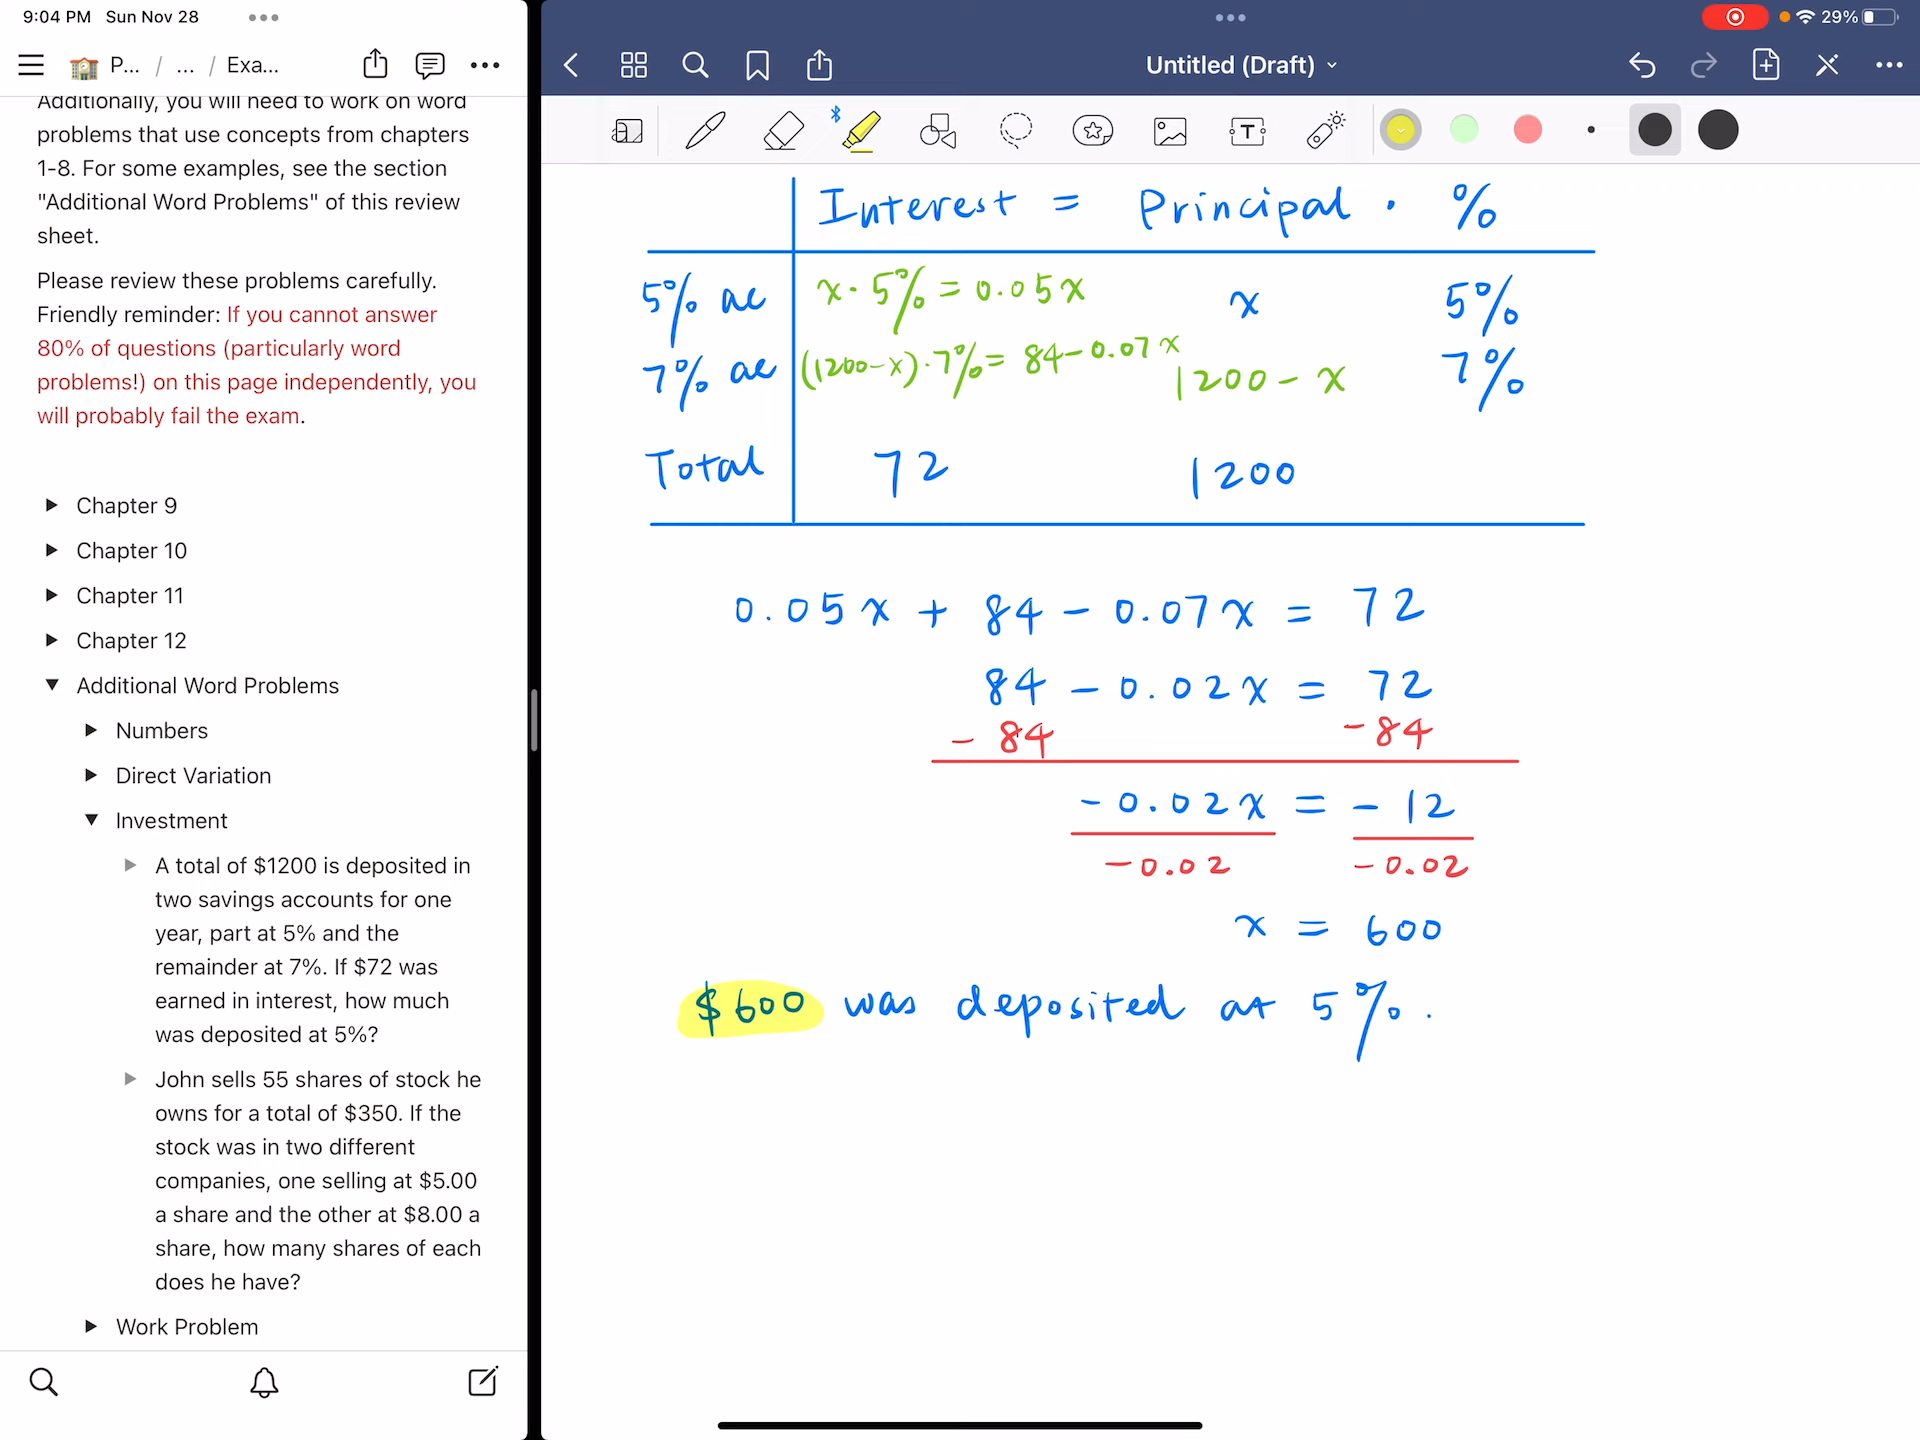 9:04 PM Sun Nov 28
29%
P... / ... / Exa...
Untitled (Draft)
Additionally, you will need to work on word
problems that use concepts from chapters
1-8. For some examples, see the section
"Additional Word Problems" of this review
sheet.
Please review these problems carefully.
Friendly reminder: If you cannot answer
80% of questions (particularly word
problems!) on this page independently, you
will probably fail the exam.
Chapter 9
Chapter 10
Chapter 11
Chapter 12
Additional Word Problems
Numbers
Direct Variation
Investment
A total of $1200 is deposited in
two savings accounts for one
year, part at 5% and the
remainder at 7%. If $72 was
earned in interest, how much
was deposited at 5%?
John sells 55 shares of stock he
owns for a total of $350. If the
stock was in two different
companies, one selling at $5.00
a share and the other at $8.00 a
share, how many shares of each
does he have?
Work Problem
Interest = Principal · %
5% ac x · 5% = 0.05x x 5%
7% ac (1200-x) · 7% = 84 - 0.07x 1200 - x 7%
Total 72 1200
0.05x + 84 - 0.07x = 72
84 - 0.02x = 72
- 84 - 84
- 0.02x = - 12
- 0.02 - 0.02
x = 600
$600 was deposited at 5%.